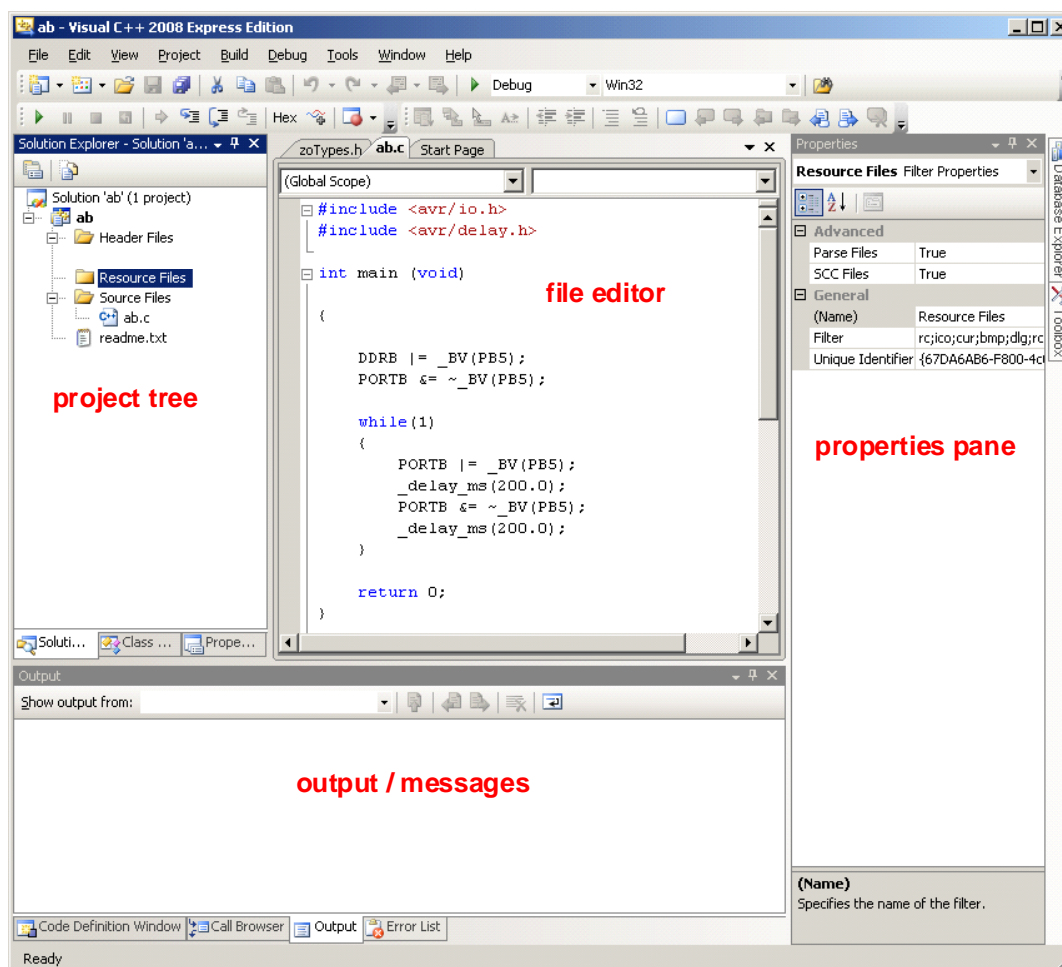 ab - Visual C++ 2008 Express Edition
File Edit View Project Build Debug Tools Window Help
Debug Win32
Hex
Solution Explorer - Solution 'a...
Solution 'ab' (1 project)
ab
Header Files
Resource Files
Source Files
ab.c
readme.txt
project tree
Soluti... Class ... Prope...
zoTypes.h ab.c Start Page
(Global Scope)
#include <avr/io.h>
#include <avr/delay.h>
int main (void)
file editor
{
DDRB |= _BV(PB5);
PORTB &= ~_BV(PB5);
while(1)
{
PORTB |= _BV(PB5);
_delay_ms(200.0);
PORTB &= ~_BV(PB5);
_delay_ms(200.0);
}
return 0;
}
Properties
Resource Files Filter Properties
Advanced
Parse Files True
SCC Files True
General
(Name) Resource Files
Filter rc;ico;cur;bmp;dlg;rc
Unique Identifier {67DA6AB6-F800-4c
properties pane
(Name)
Specifies the name of the filter.
Database Explorer
Toolbox
Output
Show output from:
output / messages
Code Definition Window Call Browser Output Error List
Ready